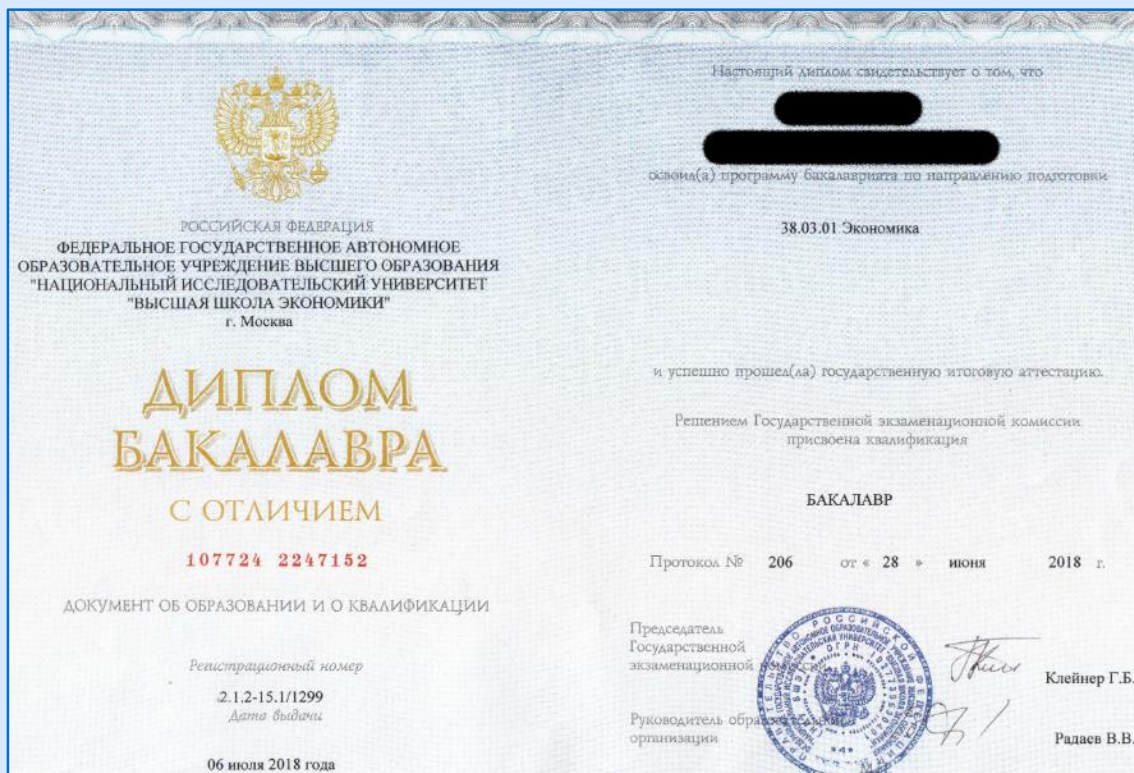 РОССИЙСКАЯ ФЕДЕРАЦИЯ
ФЕДЕРАЛЬНОЕ ГОСУДАРСТВЕННОЕ АВТОНОМНОЕ
ОБРАЗОВАТЕЛЬНОЕ УЧРЕЖДЕНИЕ ВЫСШЕГО ОБРАЗОВАНИЯ
"НАЦИОНАЛЬНЫЙ ИССЛЕДОВАТЕЛЬСКИЙ УНИВЕРСИТЕТ
"ВЫСШАЯ ШКОЛА ЭКОНОМИКИ"
г. Москва
ДИПЛОМ
БАКАЛАВРА
С ОТЛИЧИЕМ
107724 2247152
ДОКУМЕНТ ОБ ОБРАЗОВАНИИ И О КВАЛИФИКАЦИИ
Регистрационный номер
2.1.2-15.1/1299
Дата выдачи
06 июля 2018 года
Настоящий диплом свидетельствует о том, что
освоил(а) программу бакалавриата по направлению подготовки
38.03.01 Экономика
и успешно прошел(ла) государственную итоговую аттестацию.
Решением Государственной экзаменационной комиссии
присвоена квалификация
БАКАЛАВР
Протокол № 206 от « 28 » июня 2018 г.
Председатель
Государственной
экзаменационной комиссии
Клейнер Г.Б.
Руководитель образовательной
организации
Радаев В.В.